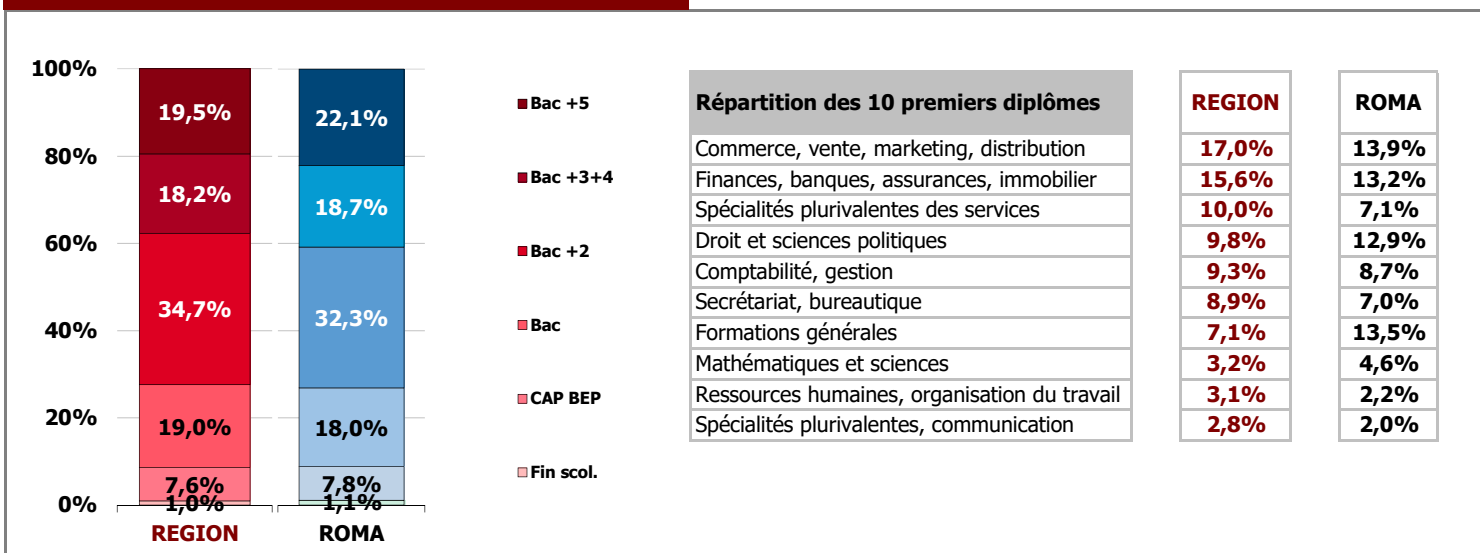 100%
80%
60%
40%
20%
0%
19,5%
18,2%
34,7%
19,0%
7,6%
1,0%
REGION
22,1%
18,7%
32,3%
18,0%
7,8%
1,1%
ROMA
Bac +5
Bac +3+4
Bac +2
Bac
CAP BEP
Fin scol.
Répartition des 10 premiers diplômes REGION ROMA
Commerce, vente, marketing, distribution 17,0% 13,9%
Finances, banques, assurances, immobilier 15,6% 13,2%
Spécialités plurivalentes des services 10,0% 7,1%
Droit et sciences politiques 9,8% 12,9%
Comptabilité, gestion 9,3% 8,7%
Secrétariat, bureautique 8,9% 7,0%
Formations générales 7,1% 13,5%
Mathématiques et sciences 3,2% 4,6%
Ressources humaines, organisation du travail 3,1% 2,2%
Spécialités plurivalentes, communication 2,8% 2,0%